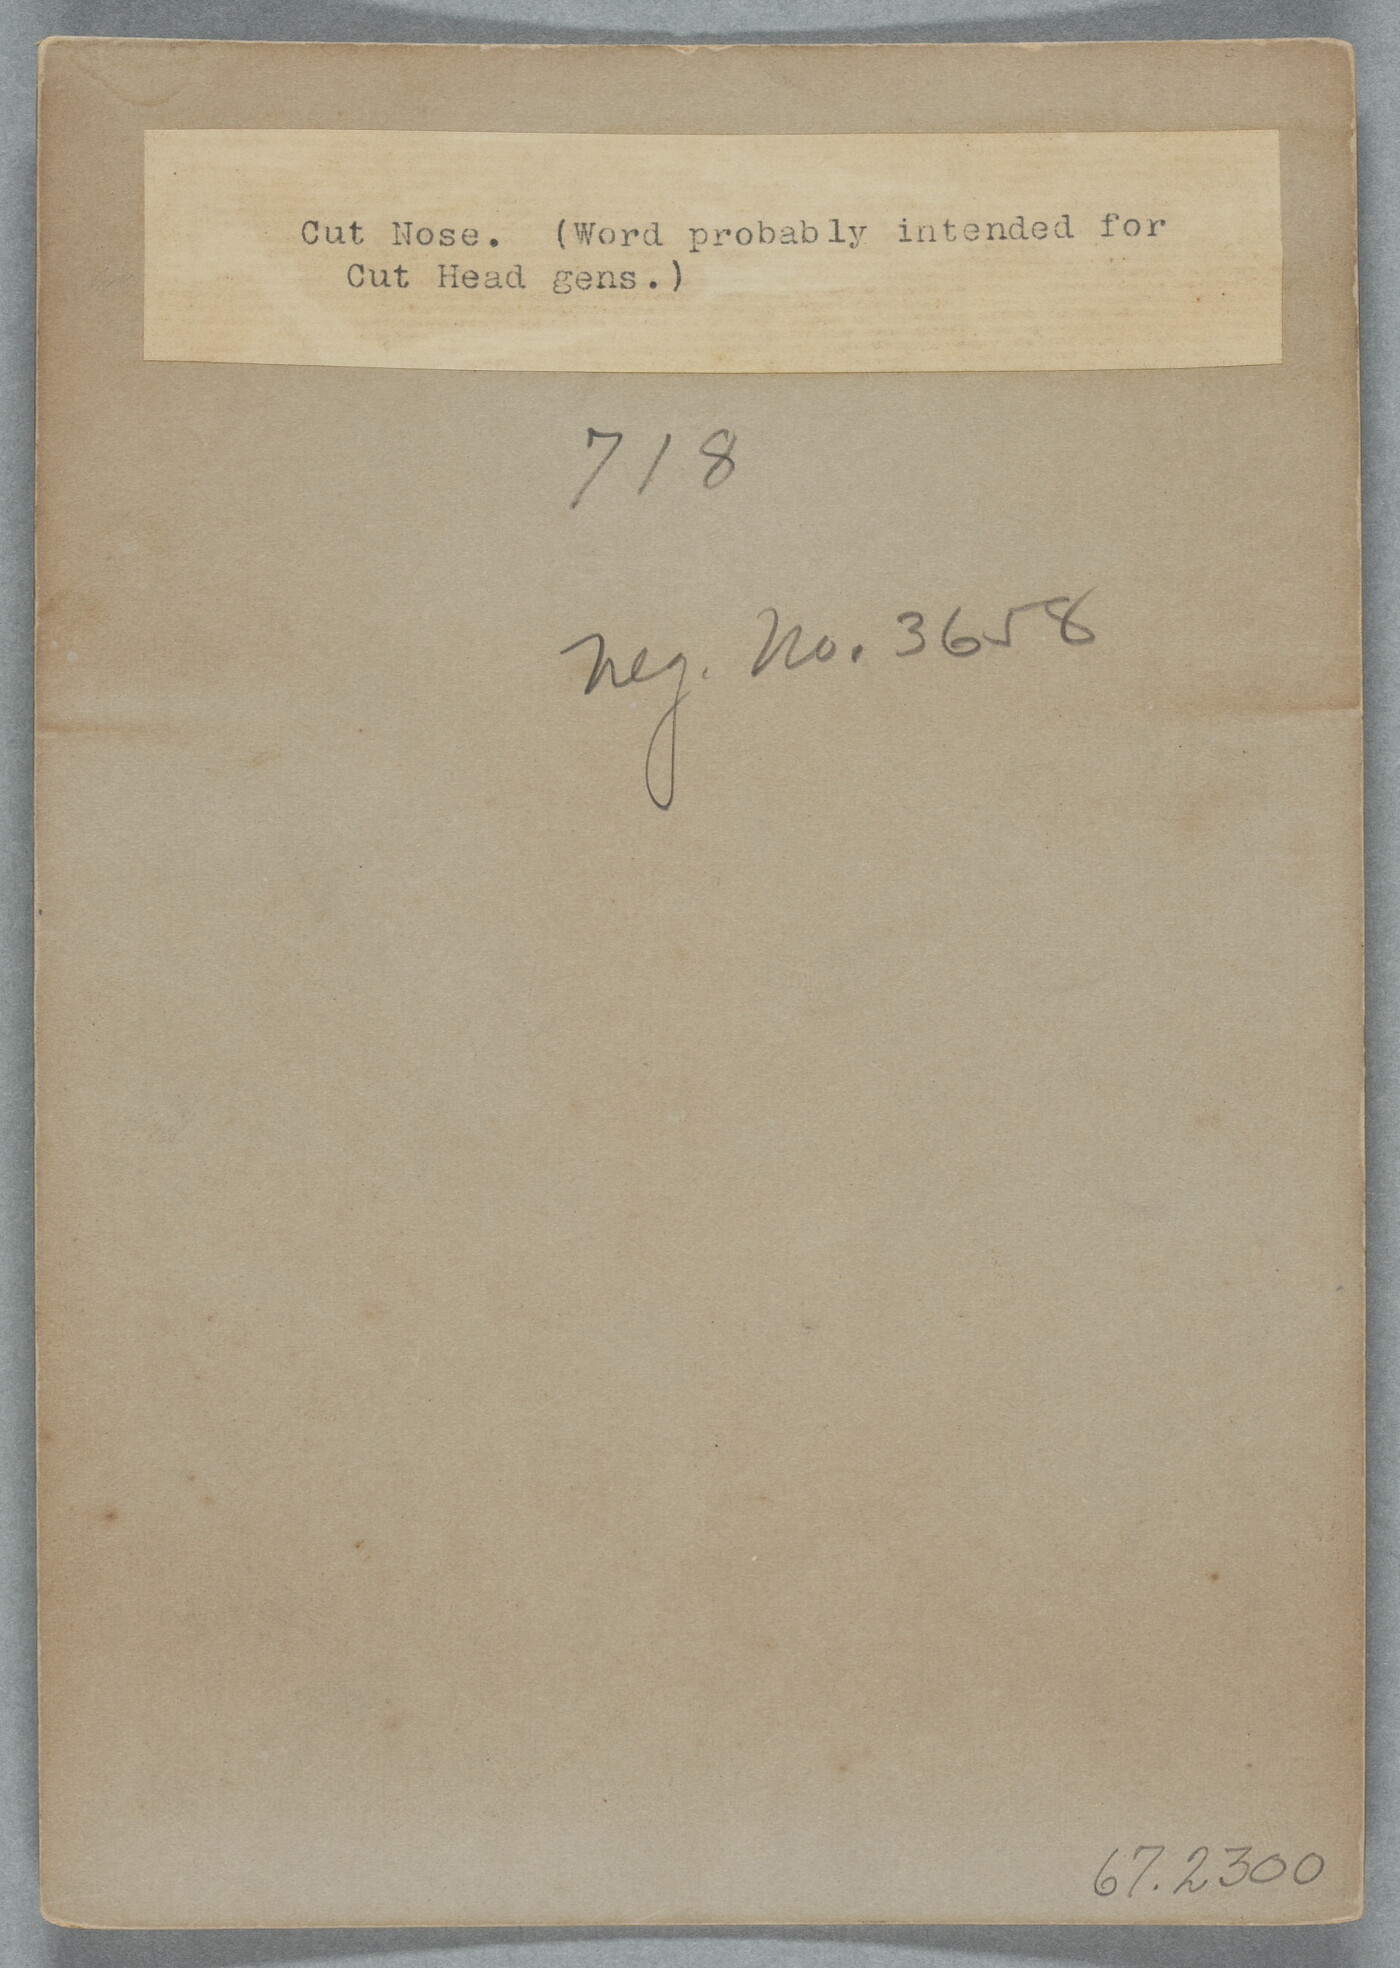 Cut Nose. (Word probably intended for
Cut Head gens.)
718
Neg. No. 3658
67.2300